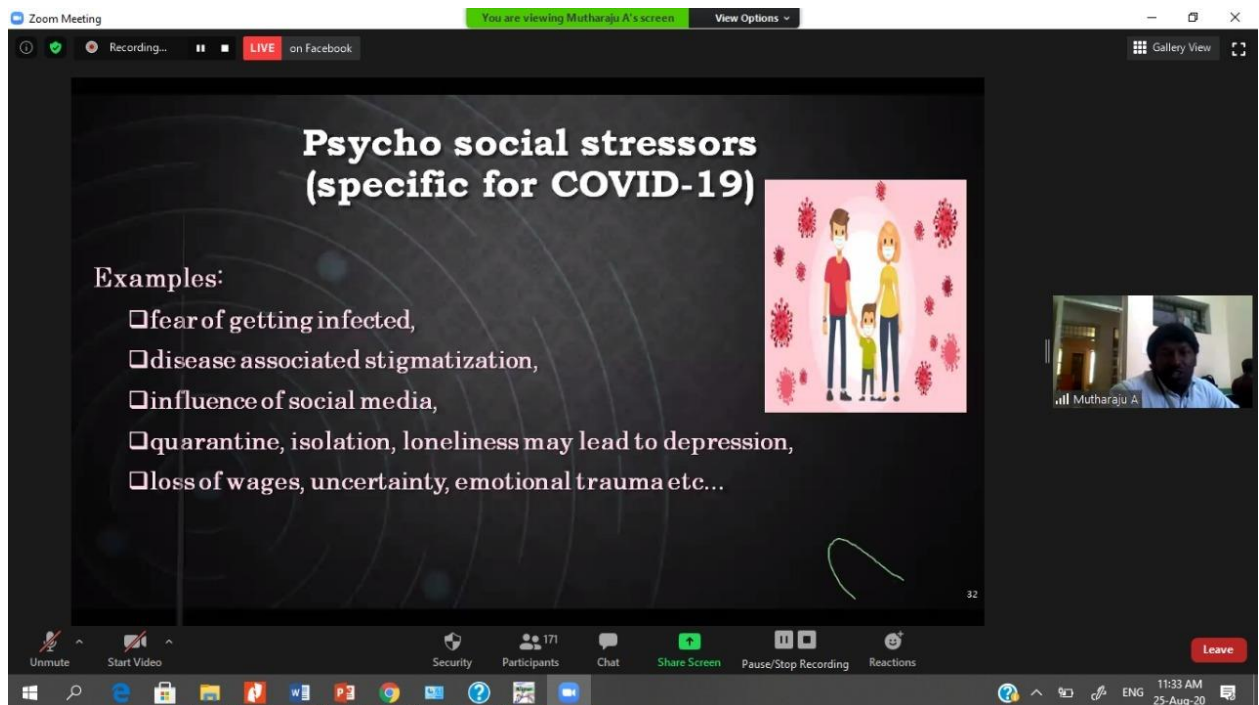 Zoom Meeting
You are viewing Mutharaju A's screen
View Options
Recording...
LIVE
on Facebook
Gallery View
Psycho social stressors
(specific for COVID-19)
Examples:
❑fear of getting infected,
❑disease associated stigmatization,
❑influence of social media,
❑quarantine, isolation, loneliness may lead to depression,
❑loss of wages, uncertainty, emotional trauma etc...
32
Mutharaju A
Unmute
Start Video
Security
171
Participants
Chat
Share Screen
Pause/Stop Recording
Reactions
Leave
ENG
11:33 AM
25-Aug-20